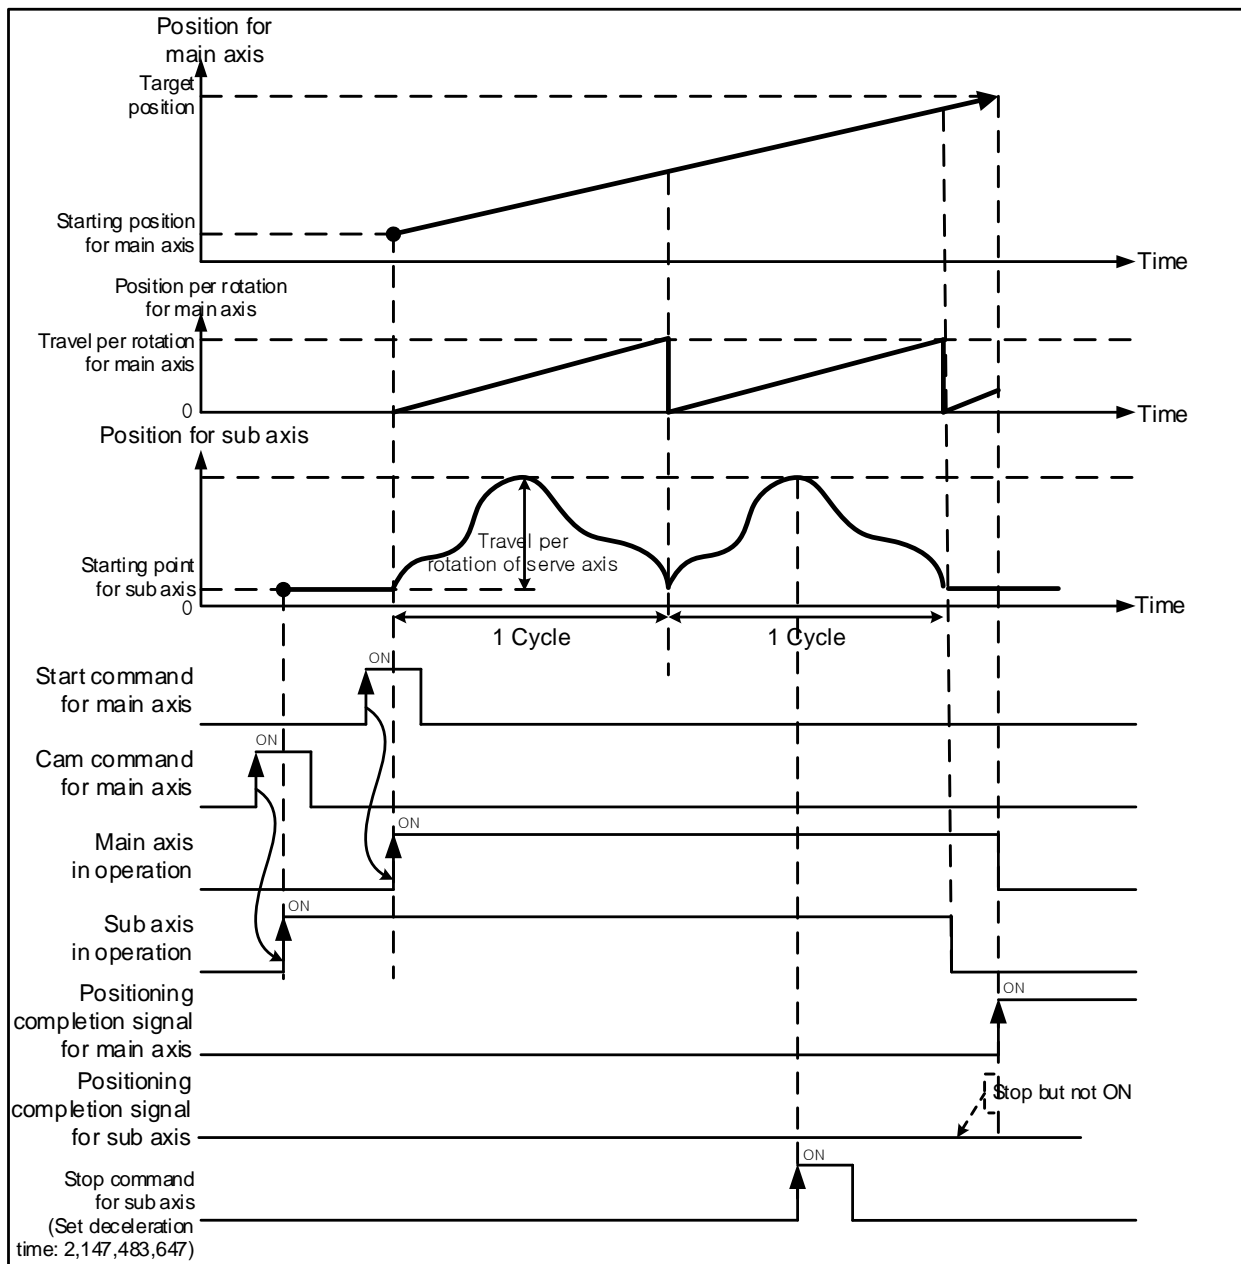 Position for
main axis
Target
position
Starting position
for main axis
Time
Position per rotation
for main axis
Travel per rotation
for main axis
0
Time
Position for sub axis
Travel per
rotation of serve axis
Starting point
for sub axis
0
Time
1 Cycle
1 Cycle
ON
Start command
for main axis
ON
Cam command
for main axis
ON
Main axis
in operation
ON
Sub axis
in operation
ON
Positioning
completion signal
for main axis
Positioning
completion signal
for sub axis
Stop but not ON
ON
Stop command
for sub axis
(Set deceleration
time: 2,147,483,647)